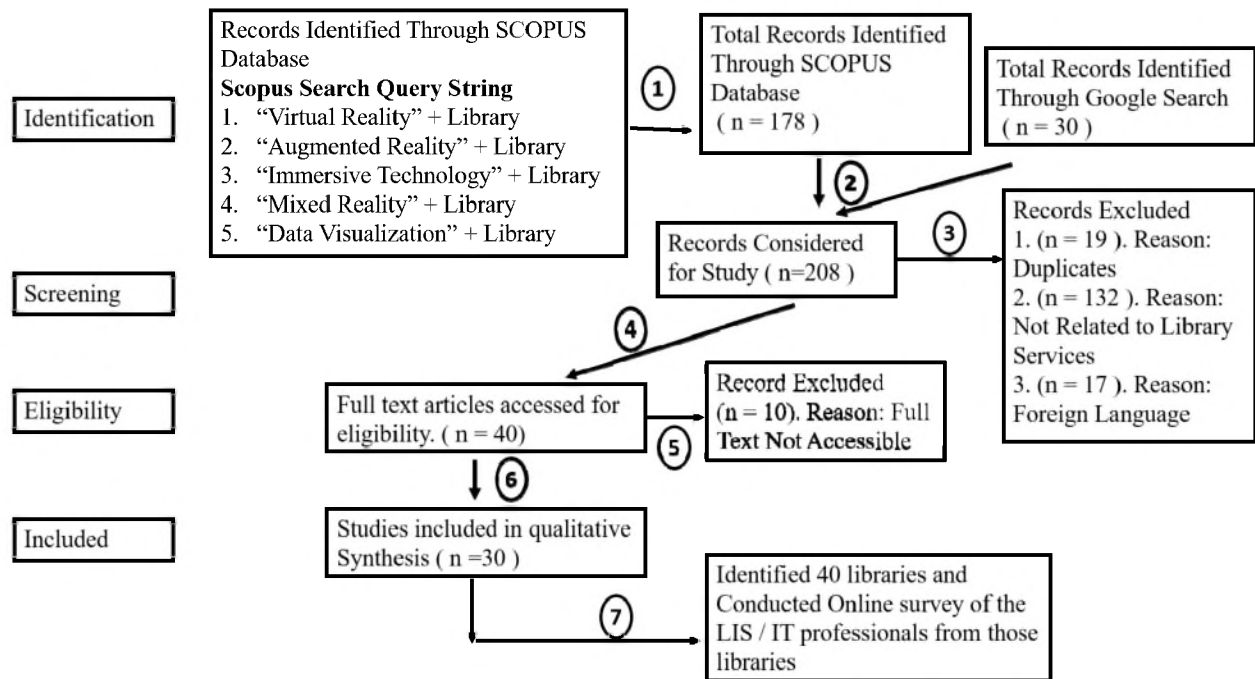 Identification
Records Identified Through SCOPUS
Database
Scopus Search Query String
1. “Virtual Reality” + Library
2. “Augmented Reality” + Library
3. “Immersive Technology” + Library
4. “Mixed Reality” + Library
5. “Data Visualization” + Library
1
Total Records Identified
Through SCOPUS
Database
( n = 178 )
Total Records Identified
Through Google Search
( n = 30 )
2
Screening
Records Considered
for Study ( n=208 )
3
Records Excluded
1. (n = 19 ). Reason:
Duplicates
2. (n = 132 ). Reason:
Not Related to Library
Services
3. (n = 17 ). Reason:
Foreign Language
4
Eligibility
Full text articles accessed for
eligibility. ( n = 40)
5
Record Excluded
(n = 10). Reason: Full
Text Not Accessible
6
Included
Studies included in qualitative
Synthesis ( n =30 )
7
Identified 40 libraries and
Conducted Online survey of the
LIS / IT professionals from those
libraries